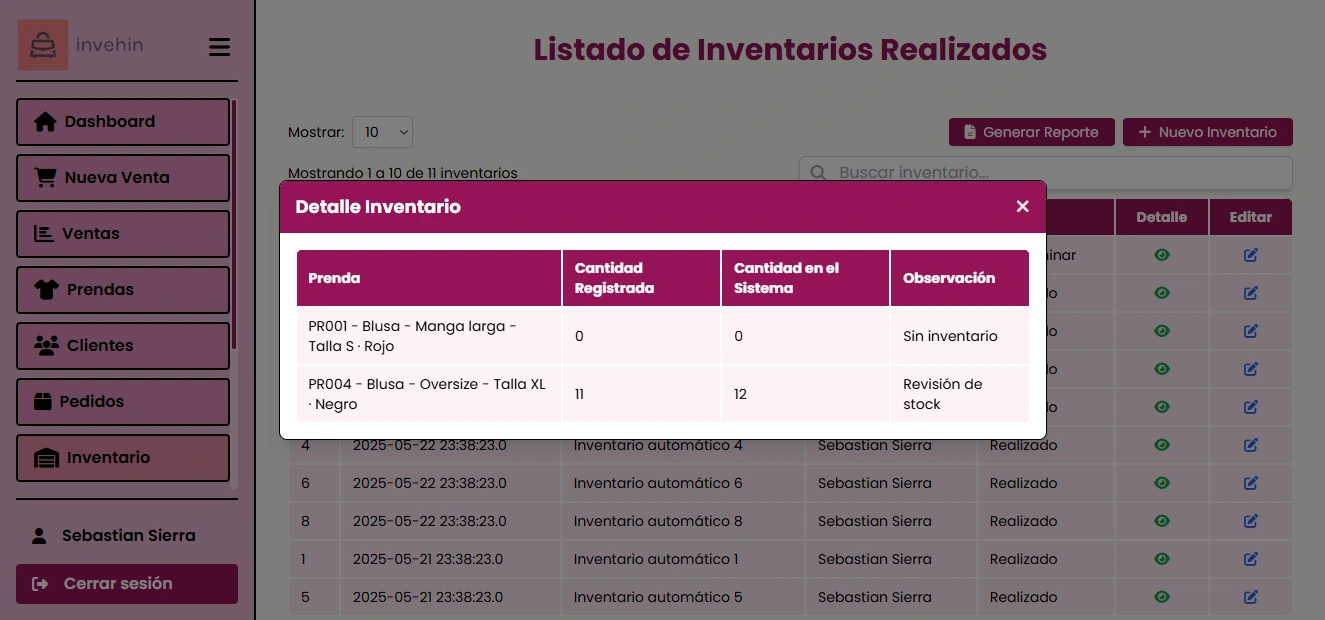 invehin
Dashboard
Nueva Venta
Ventas
Prendas
Clientes
Pedidos
Inventario
Sebastian Sierra
Cerrar sesión
Listado de Inventarios Realizados
Mostrar: 10
Generar Reporte
Nuevo Inventario
Mostrando 1 a 10 de 11 inventarios
Buscar inventario...
Detalle Editar
Detalle Inventario
Prenda Cantidad Registrada Cantidad en el Sistema Observación
PR001 - Blusa - Manga larga - Talla S · Rojo 0 0 Sin inventario
PR004 - Blusa - Oversize - Talla XL · Negro 11 12 Revisión de stock
4 2025-05-22 23:38:23.0 Inventario automático 4 Sebastian Sierra Realizado
6 2025-05-22 23:38:23.0 Inventario automático 6 Sebastian Sierra Realizado
8 2025-05-22 23:38:23.0 Inventario automático 8 Sebastian Sierra Realizado
1 2025-05-21 23:38:23.0 Inventario automático 1 Sebastian Sierra Realizado
5 2025-05-21 23:38:23.0 Inventario automático 5 Sebastian Sierra Realizado